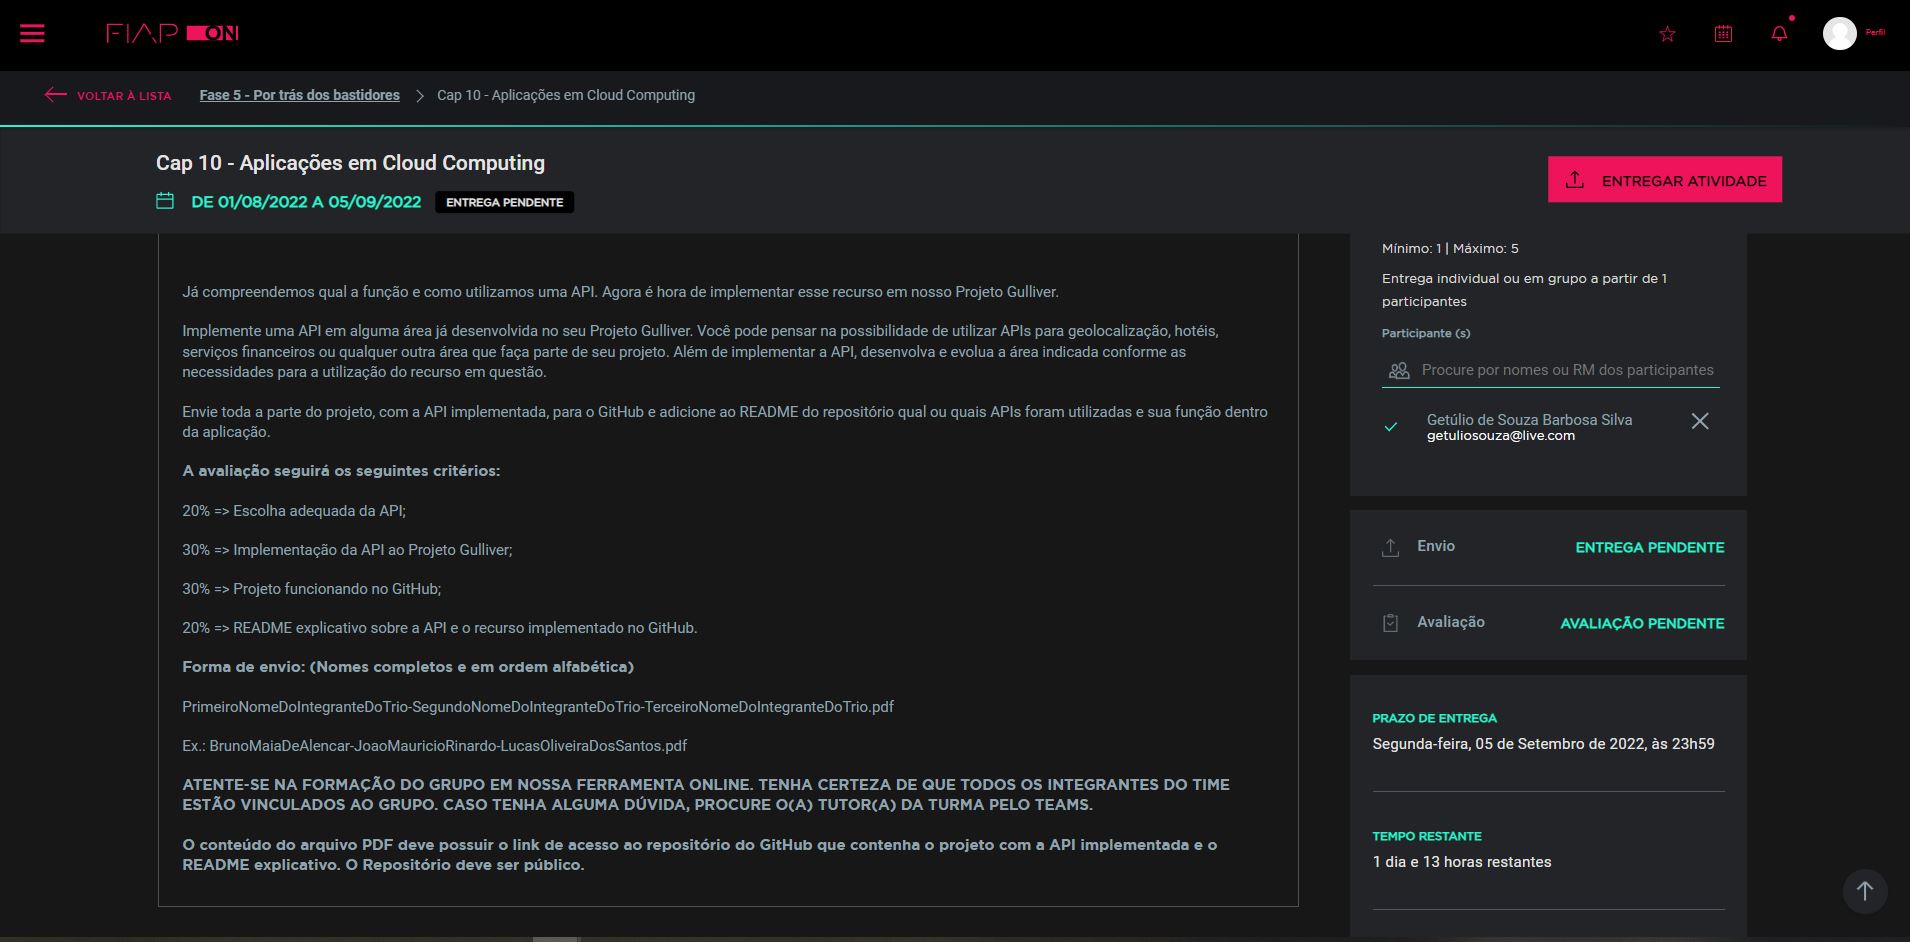 FIAP ON
Perfil
VOLTAR À LISTA
Fase 5 - Por trás dos bastidores
Cap 10 - Aplicações em Cloud Computing
Cap 10 - Aplicações em Cloud Computing
DE 01/08/2022 A 05/09/2022
ENTREGA PENDENTE
ENTREGAR ATIVIDADE
Já compreendemos qual a função e como utilizamos uma API. Agora é hora de implementar esse recurso em nosso Projeto Gulliver.
Implemente uma API em alguma área já desenvolvida no seu Projeto Gulliver. Você pode pensar na possibilidade de utilizar APIs para geolocalização, hotéis,
serviços financeiros ou qualquer outra área que faça parte de seu projeto. Além de implementar a API, desenvolva e evolua a área indicada conforme as
necessidades para a utilização do recurso em questão.
Envie toda a parte do projeto, com a API implementada, para o GitHub e adicione ao README do repositório qual ou quais APIs foram utilizadas e sua função dentro
da aplicação.
A avaliação seguirá os seguintes critérios:
20% => Escolha adequada da API;
30% => Implementação da API ao Projeto Gulliver;
30% => Projeto funcionando no GitHub;
20% => README explicativo sobre a API e o recurso implementado no GitHub.
Forma de envio: (Nomes completos e em ordem alfabética)
PrimeiroNomeDoIntegranteDoTrio-SegundoNomeDoIntegranteDoTrio-TerceiroNomeDoIntegranteDoTrio.pdf
Ex.: BrunoMaiaDeAlencar-JoaoMauricioRinardo-LucasOliveiraDosSantos.pdf
ATENTE-SE NA FORMAÇÃO DO GRUPO EM NOSSA FERRAMENTA ONLINE. TENHA CERTEZA DE QUE TODOS OS INTEGRANTES DO TIME
ESTÃO VINCULADOS AO GRUPO. CASO TENHA ALGUMA DÚVIDA, PROCURE O(A) TUTOR(A) DA TURMA PELO TEAMS.
O conteúdo do arquivo PDF deve possuir o link de acesso ao repositório do GitHub que contenha o projeto com a API implementada e o
README explicativo. O Repositório deve ser público.
Mínimo: 1 | Máximo: 5
Entrega individual ou em grupo a partir de 1
participantes
Participante (s)
Procure por nomes ou RM dos participantes
Getúlio de Souza Barbosa Silva
getuliosouza@live.com
Envio
ENTREGA PENDENTE
Avaliação
AVALIAÇÃO PENDENTE
PRAZO DE ENTREGA
Segunda-feira, 05 de Setembro de 2022, às 23h59
TEMPO RESTANTE
1 dia e 13 horas restantes